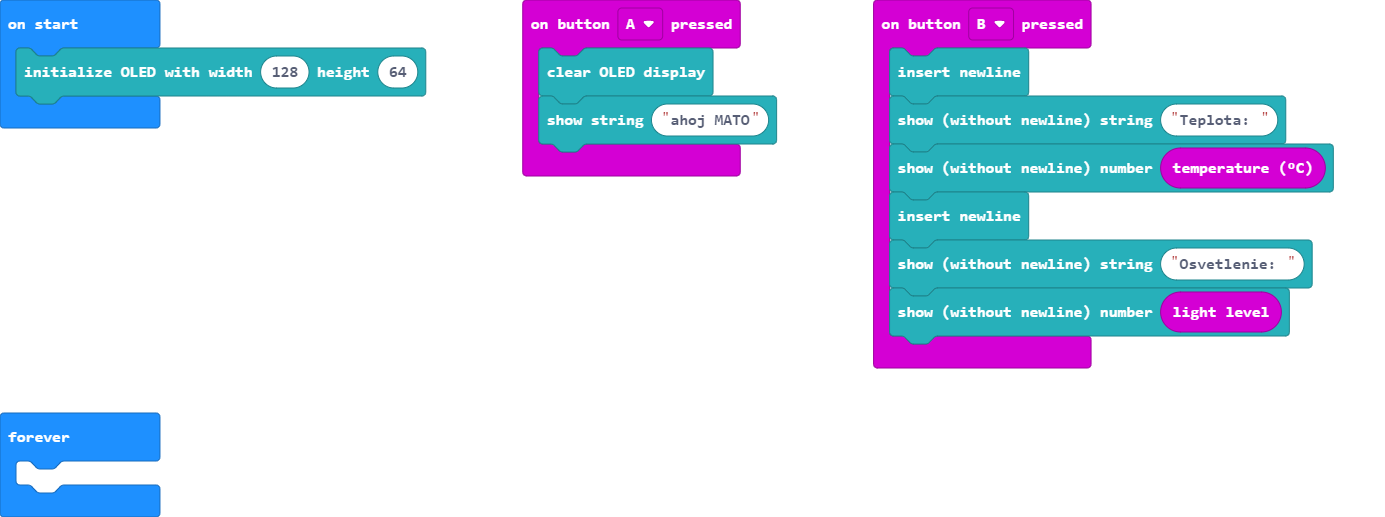 on start
initialize OLED with width 128 height 64
on button A pressed
clear OLED display
show string "ahoj MATO"
on button B pressed
insert newline
show (without newline) string "Teplota: "
show (without newline) number temperature (ºC)
insert newline
show (without newline) string "Osvetlenie: "
show (without newline) number light level
forever